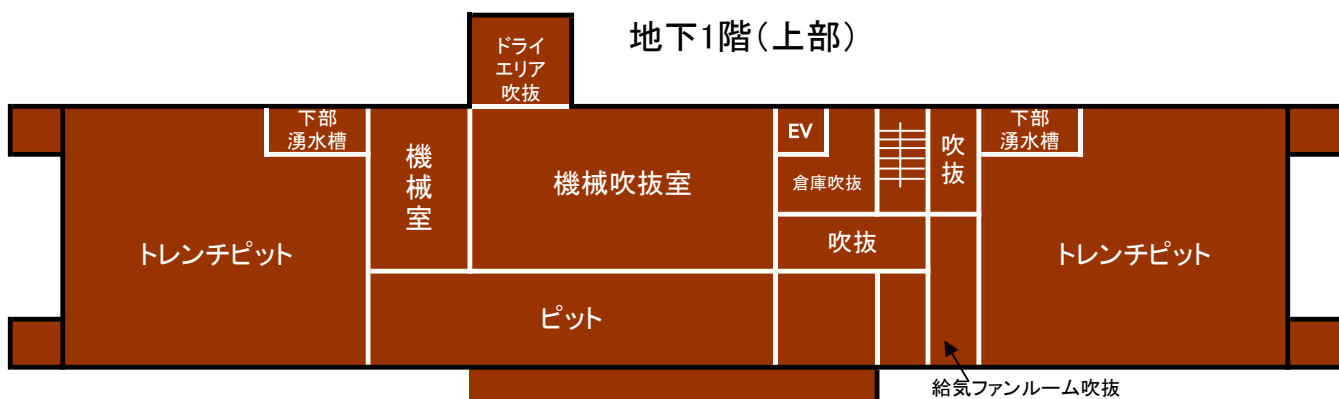 地下1階(上部)
ドライ
エリア
吹抜
下部
湧水槽
機
械
室
機械吹抜室
EV
倉庫吹抜
吹
抜
下部
湧水槽
吹抜
トレンチピット
トレンチピット
ピット
給気ファンルーム吹抜